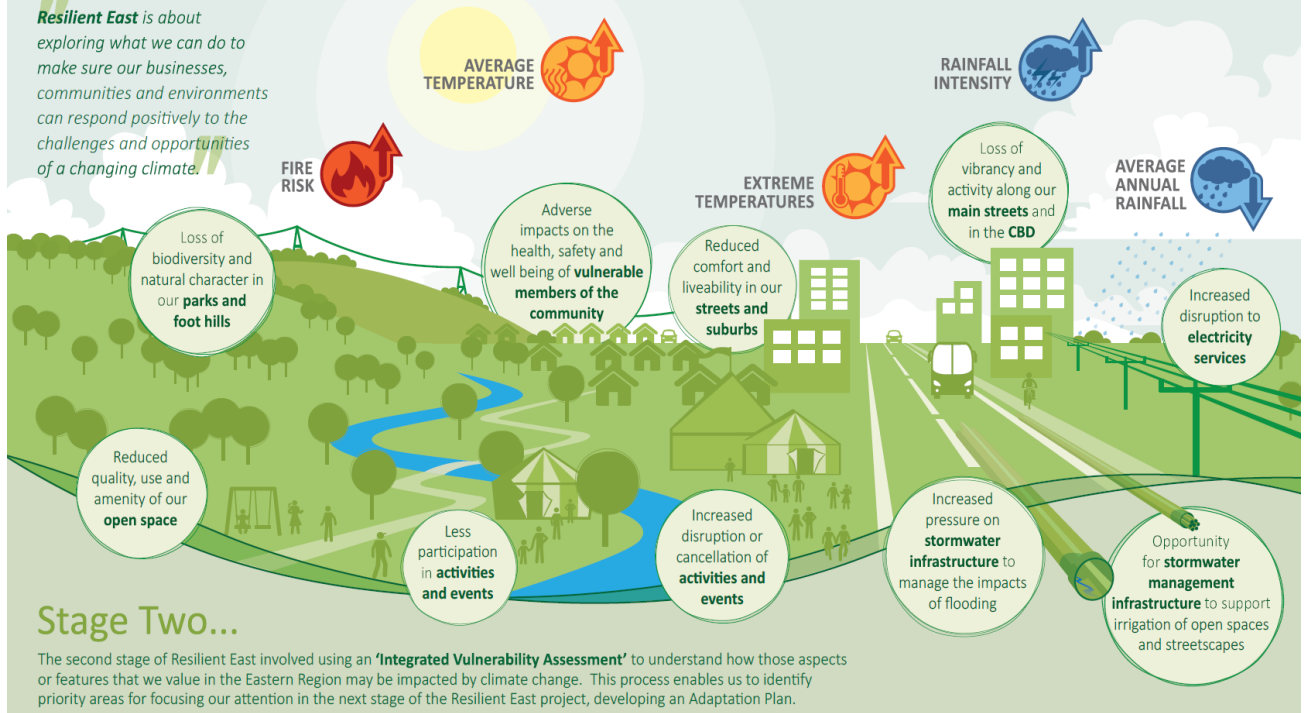 Resilient East is about
exploring what we can do to
make sure our businesses,
communities and environments
can respond positively to the
challenges and opportunities
of a changing climate.
"
AVERAGE
TEMPERATURE
RAINFALL
INTENSITY
FIRE
RISK
EXTREME
TEMPERATURES
AVERAGE
ANNUAL
RAINFALL
Loss of
biodiversity and
natural character in
our parks and
foot hills
Adverse
impacts on the
health, safety and
well being of vulnerable
members of the
community
Reduced
comfort and
liveability in our
streets and
suburbs
Loss of
vibrancy and
activity along our
main streets and
in the CBD
Increased
disruption to
electricity
services
Reduced
quality, use and
amenity of our
open space
Less
participation
in activities
and events
Increased
disruption or
cancellation of
activities and
events
Increased
pressure on
stormwater
infrastructure to
manage the impacts
of flooding
Opportunity
for stormwater
management
infrastructure to support
irrigation of open spaces
and streetscapes
Stage Two...
The second stage of Resilient East involved using an ‘Integrated Vulnerability Assessment’ to understand how those aspects
or features that we value in the Eastern Region may be impacted by climate change. This process enables us to identify
priority areas for focusing our attention in the next stage of the Resilient East project, developing an Adaptation Plan.